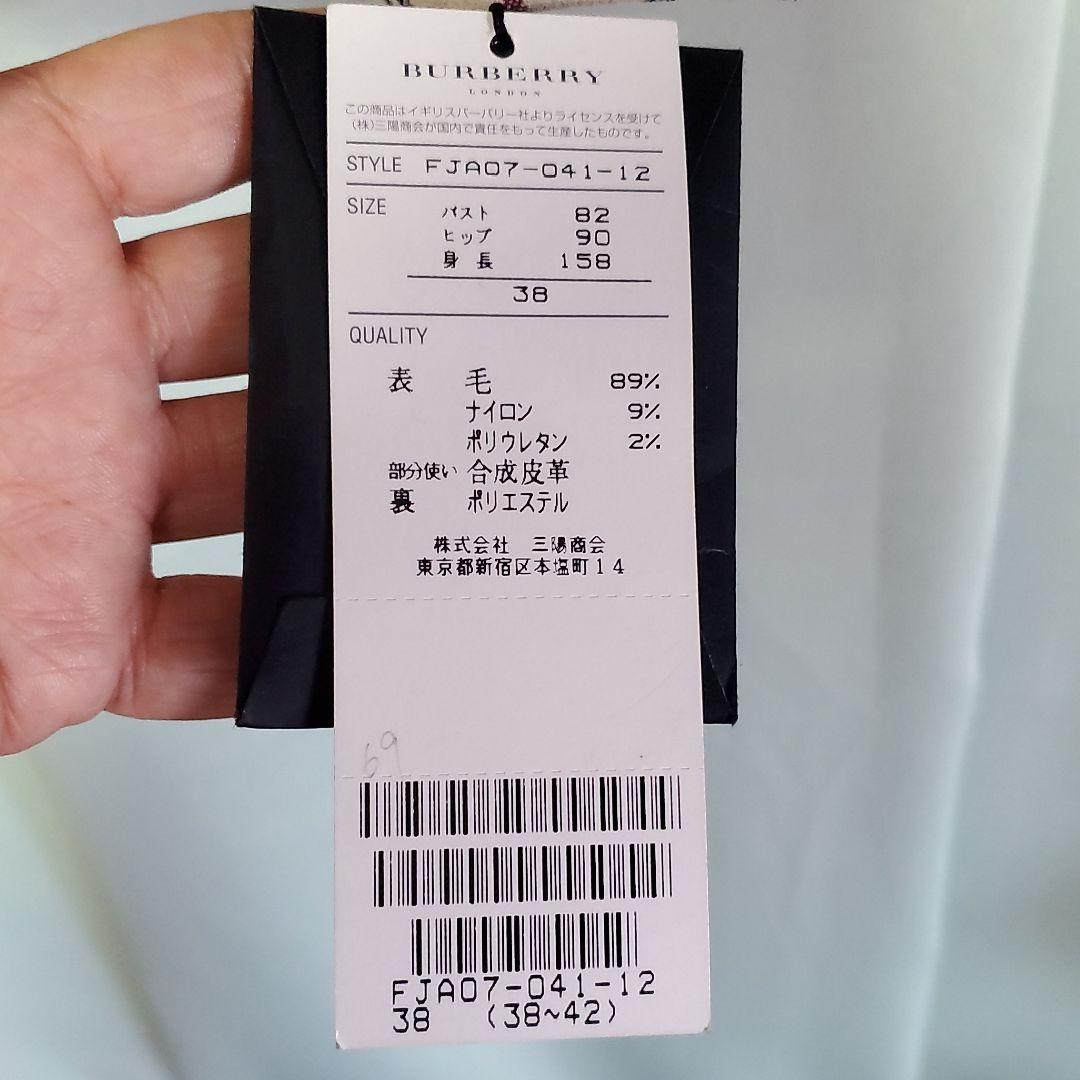 BURBERRY
LONDON
この商品はイギリスバーバリー社よりライセンスを受けて
(株)三陽商会が国内で責任をもって生産したものです。
STYLE FJA07-041-12
SIZE バスト 82
ヒップ 90
身長 158
38
QUALITY
表 毛 89%
ナイロン 9%
ポリウレタン 2%
部分使い 合成皮革
裏 ポリエステル
株式会社 三陽商会
東京都新宿区本塩町14
69
FJA07-041-12
38 (38~42)